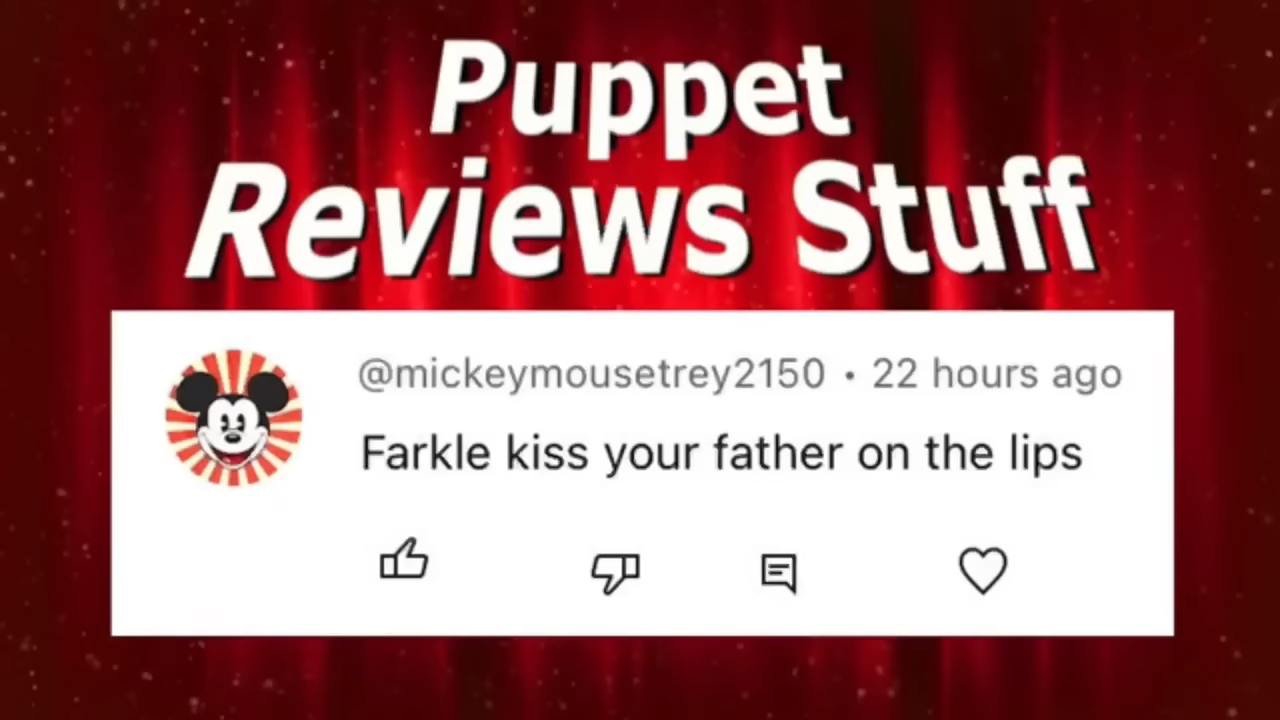 Puppet
Reviews Stuff
@mickeymousetrey2150 • 22 hours ago
Farkle kiss your father on the lips